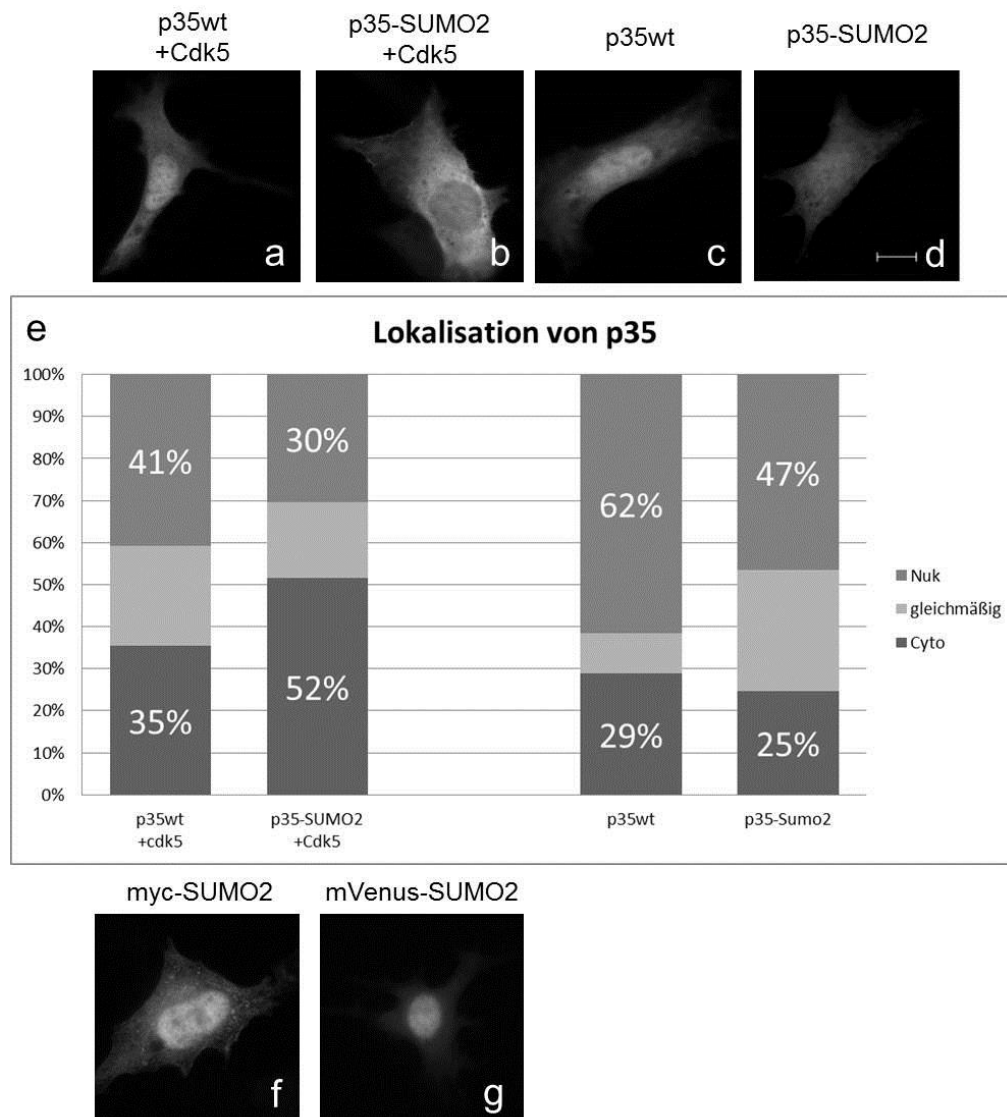 p35wt
+Cdk5
p35-SUMO2
+Cdk5
p35wt
p35-SUMO2
a
b
c
d
e
Lokalisation von p35
100%
90%
80%
70%
60%
50%
40%
30%
20%
10%
0%
41%
35%
30%
52%
62%
29%
47%
25%
Nuk
gleichmäßig
Cyto
p35wt
+cdk5
p35-SUMO2
+Cdk5
p35wt
p35-Sumo2
myc-SUMO2
mVenus-SUMO2
f
g